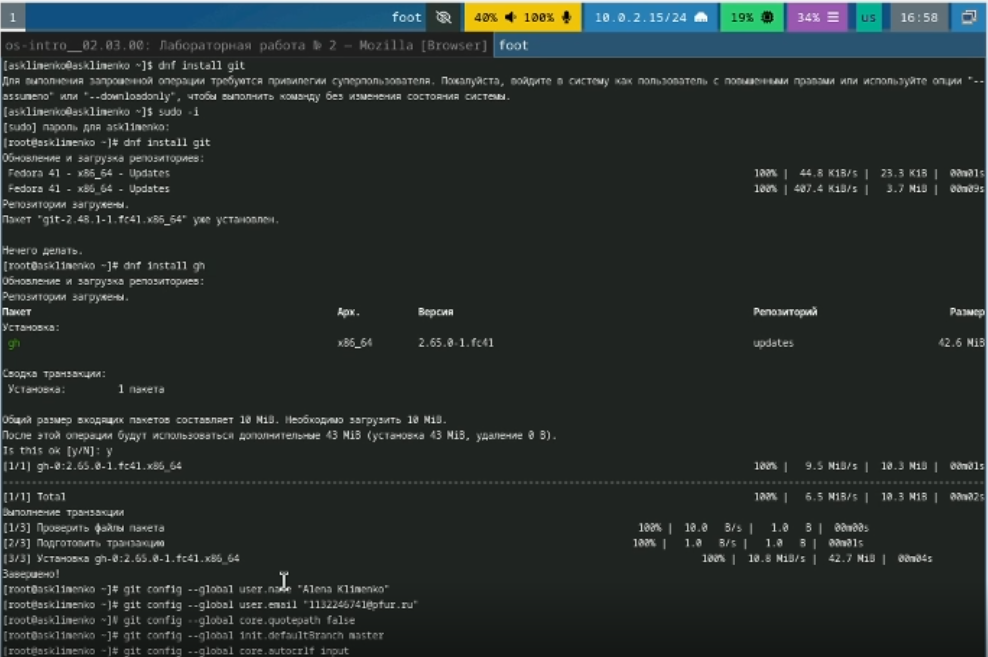 1 foot 40% 100% 10.0.2.15/24 19% 34% us 16:58
os-intro__02.03.00: Лабораторная работа № 2 — Mozilla [Browser] foot
[asklimenko@asklimenko ~]$ dnf install git
Для выполнения запрошенной операции требуются привилегии суперпользователя. Пожалуйста, войдите в систему как пользователь с повышенными правами или используйте опции "--
assumeno" или "--downloadonly", чтобы выполнить команду без изменения состояния системы.
[asklimenko@asklimenko ~]$ sudo -i
[sudo] пароль для asklimenko:
[root@asklimenko ~]# dnf install git
Обновление и загрузка репозиториев:
Fedora 41 - x86_64 - Updates 100% | 44.8 KiB/s | 23.3 KiB | 00m01s
Fedora 41 - x86_64 - Updates 100% | 407.4 KiB/s | 3.7 MiB | 00m09s
Репозитории загружены.
Пакет "git-2.48.1-1.fc41.x86_64" уже установлен.
Нечего делать.
[root@asklimenko ~]# dnf install gh
Обновление и загрузка репозиториев:
Репозитории загружены.
Пакет Арх. Версия Репозиторий Размер
Установка:
gh x86_64 2.65.0-1.fc41 updates 42.6 MiB
Сводка транзакции:
Установка: 1 пакета
Общий размер входящих пакетов составляет 10 MiB. Необходимо загрузить 10 MiB.
После этой операции будут использоваться дополнительные 43 MiB (установка 43 MiB, удаление 0 B).
Is this ok [y/N]: y
[1/1] gh-0:2.65.0-1.fc41.x86_64 100% | 9.5 MiB/s | 10.3 MiB | 00m01s
--------------------------------------------------------------------------------
[1/1] Total 100% | 6.5 MiB/s | 10.3 MiB | 00m02s
Выполнение транзакции
[1/3] Проверить файлы пакета 100% | 10.0 B/s | 1.0 B | 00m00s
[2/3] Подготовить транзакцию 100% | 1.0 B/s | 1.0 B | 00m01s
[3/3] Установка gh-0:2.65.0-1.fc41.x86_64 100% | 10.8 MiB/s | 42.7 MiB | 00m04s
Завершено!
[root@asklimenko ~]# git config --global user.name "Alena Klimenko"
[root@asklimenko ~]# git config --global user.email "1132246741@pfur.ru"
[root@asklimenko ~]# git config --global core.quotepath false
[root@asklimenko ~]# git config --global init.defaultBranch master
[root@asklimenko ~]# git config --global core.autocrlf input